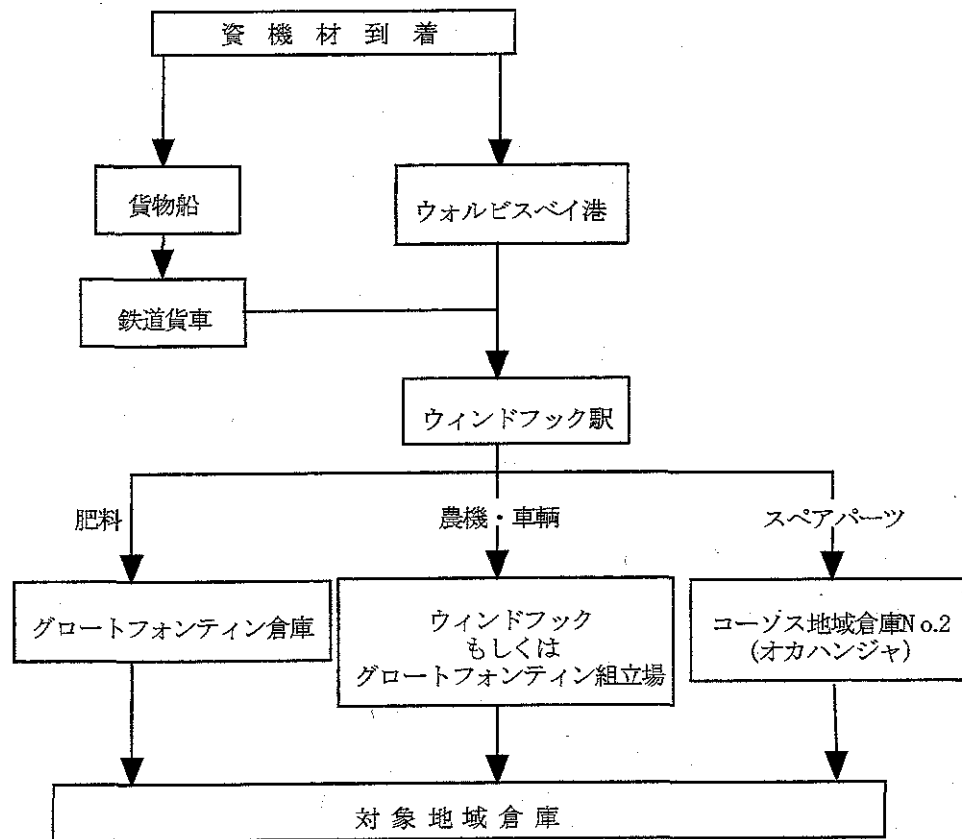 資機材到着
貨物船
ウォルビスベイ港
鉄道貨車
ウィンドフック駅
肥料
農機・車輌
スペアパーツ
グロートフォンティン倉庫
ウィンドフック
もしくは
グロートフォンティン組立場
コーゾス地域倉庫No.2
(オカハンジャ)
対象地域倉庫